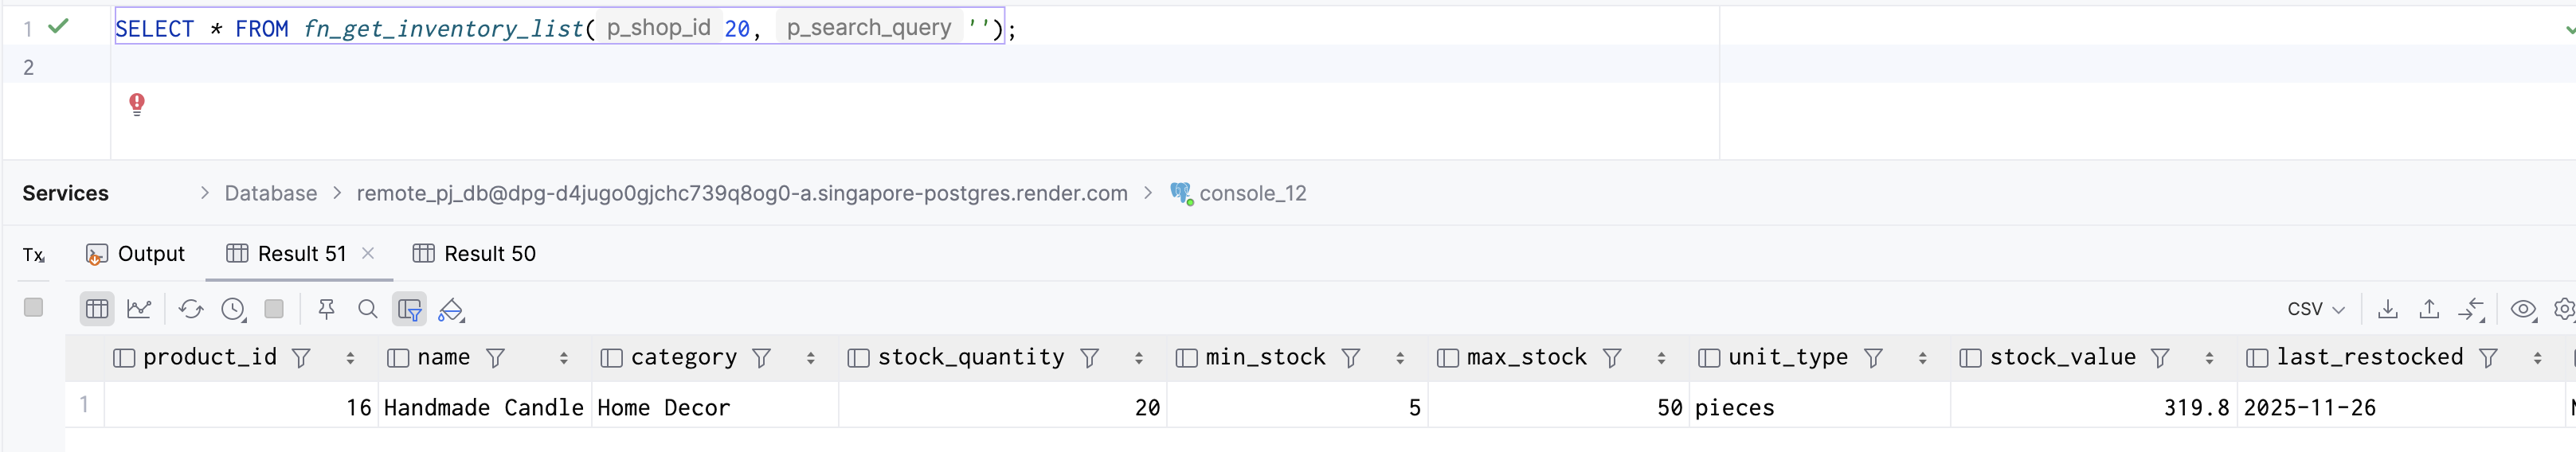 1 SELECT * FROM fn_get_inventory_list( p_shop_id 20, p_search_query '');
2
Services > Database > remote_pj_db@dpg-d4jugo0gjchc739q8og0-a.singapore-postgres.render.com > console_12
Tx Output Result 51 × Result 50
CSV
product_id name category stock_quantity min_stock max_stock unit_type stock_value last_restocked
1 16 Handmade Candle Home Decor 20 5 50 pieces 319.8 2025-11-26